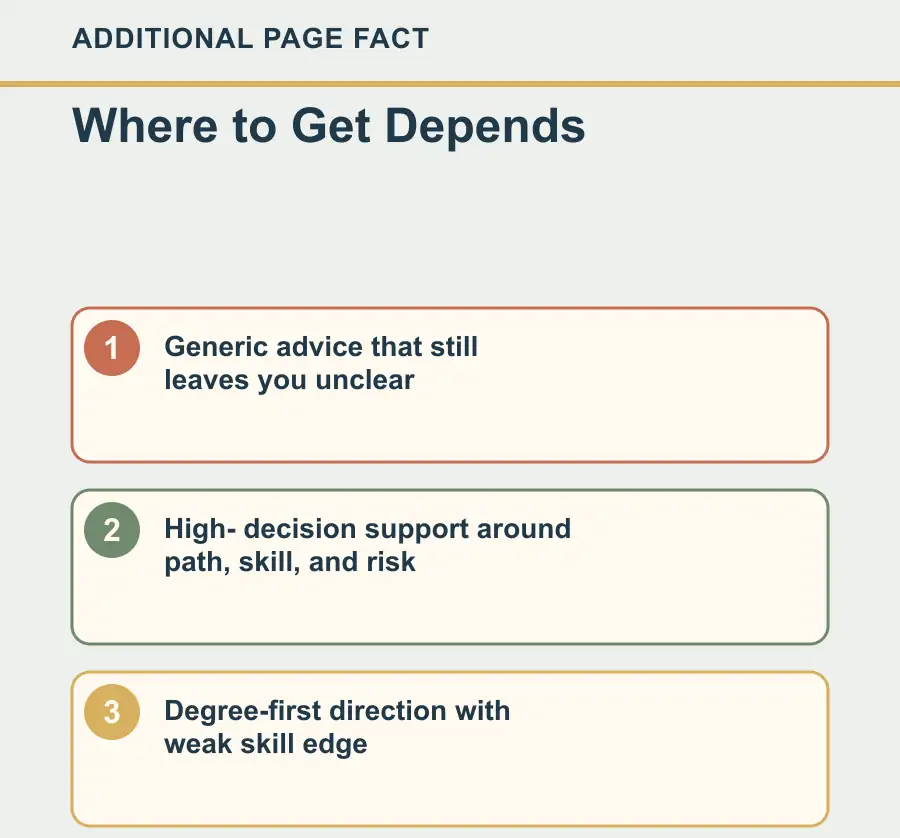 ADDITIONAL PAGE FACT
Where to Get Depends
1
Generic advice that still
leaves you unclear
2
High- decision support around
path, skill, and risk
3
Degree-first direction with
weak skill edge